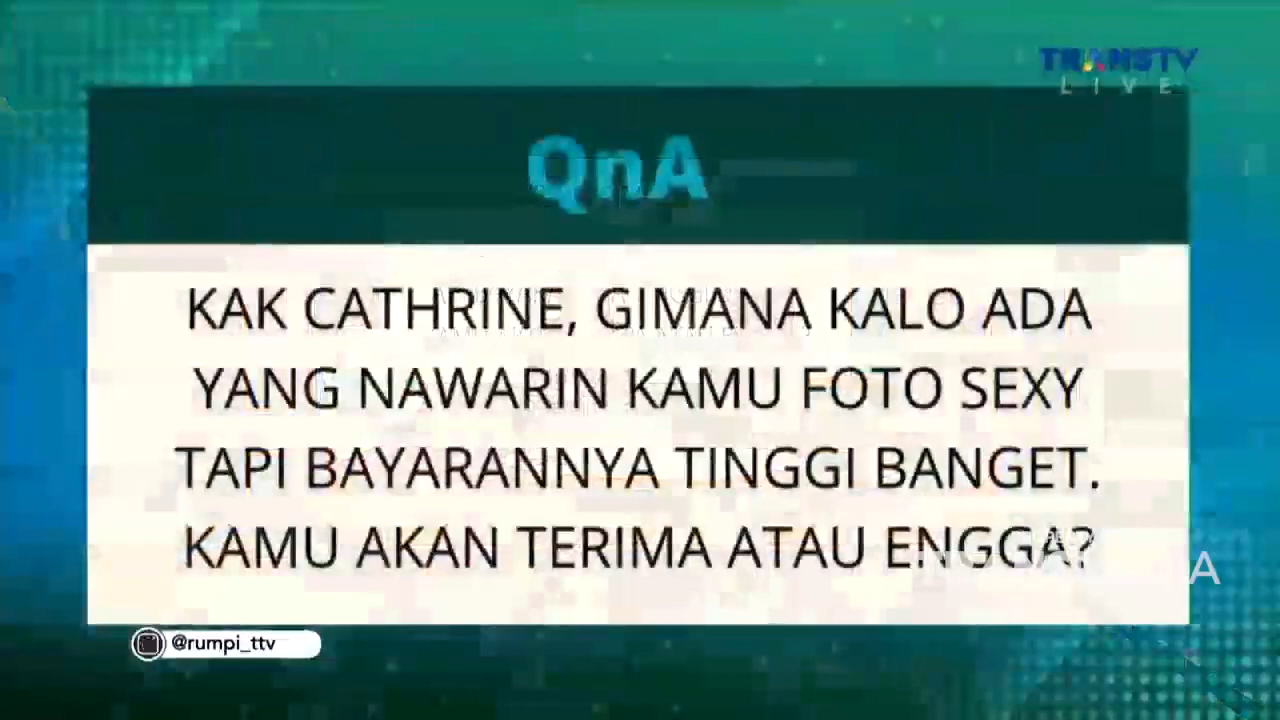 TRANSTV
LIVE
QnA
KAK CATHRINE, GIMANA KALO ADA
YANG NAWARIN KAMU FOTO SEXY
TAPI BAYARANNYA TINGGI BANGET.
KAMU AKAN TERIMA ATAU ENGGA?
@rumpi_ttv